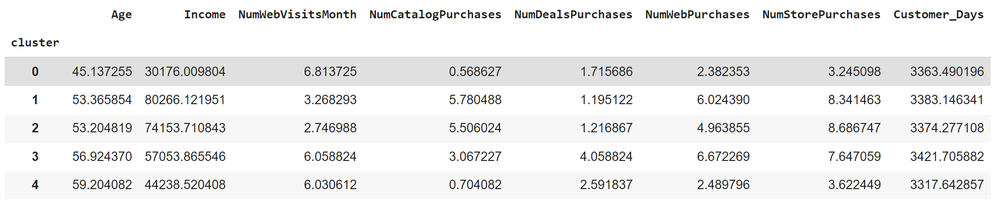 Age Income NumWebVisitsMonth NumCatalogPurchases NumDealsPurchases NumWebPurchases NumStorePurchases Customer_Days
cluster
0 45.137255 30176.009804 6.813725 0.568627 1.715686 2.382353 3.245098 3363.490196
1 53.365854 80266.121951 3.268293 5.780488 1.195122 6.024390 8.341463 3383.146341
2 53.204819 74153.710843 2.746988 5.506024 1.216867 4.963855 8.686747 3374.277108
3 56.924370 57053.865546 6.058824 3.067227 4.058824 6.672269 7.647059 3421.705882
4 59.204082 44238.520408 6.030612 0.704082 2.591837 2.489796 3.622449 3317.642857